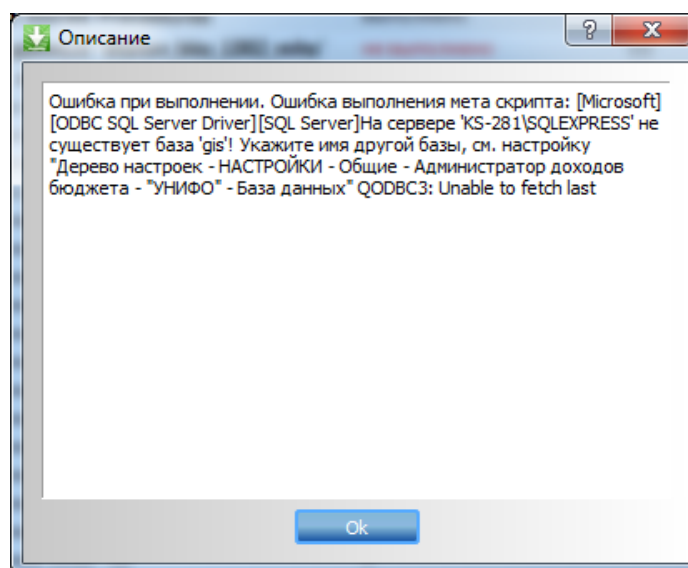 Описание
Ошибка при выполнении. Ошибка выполнения мета скрипта: [Microsoft]
[ODBC SQL Server Driver][SQL Server]На сервере 'KS-281\SQLEXPRESS' не
существует база 'gis'! Укажите имя другой базы, см. настройку
"Дерево настроек - НАСТРОЙКИ - Общие - Администратор доходов
бюджета - "УНИФО" - База данных" QODBC3: Unable to fetch last
Ok